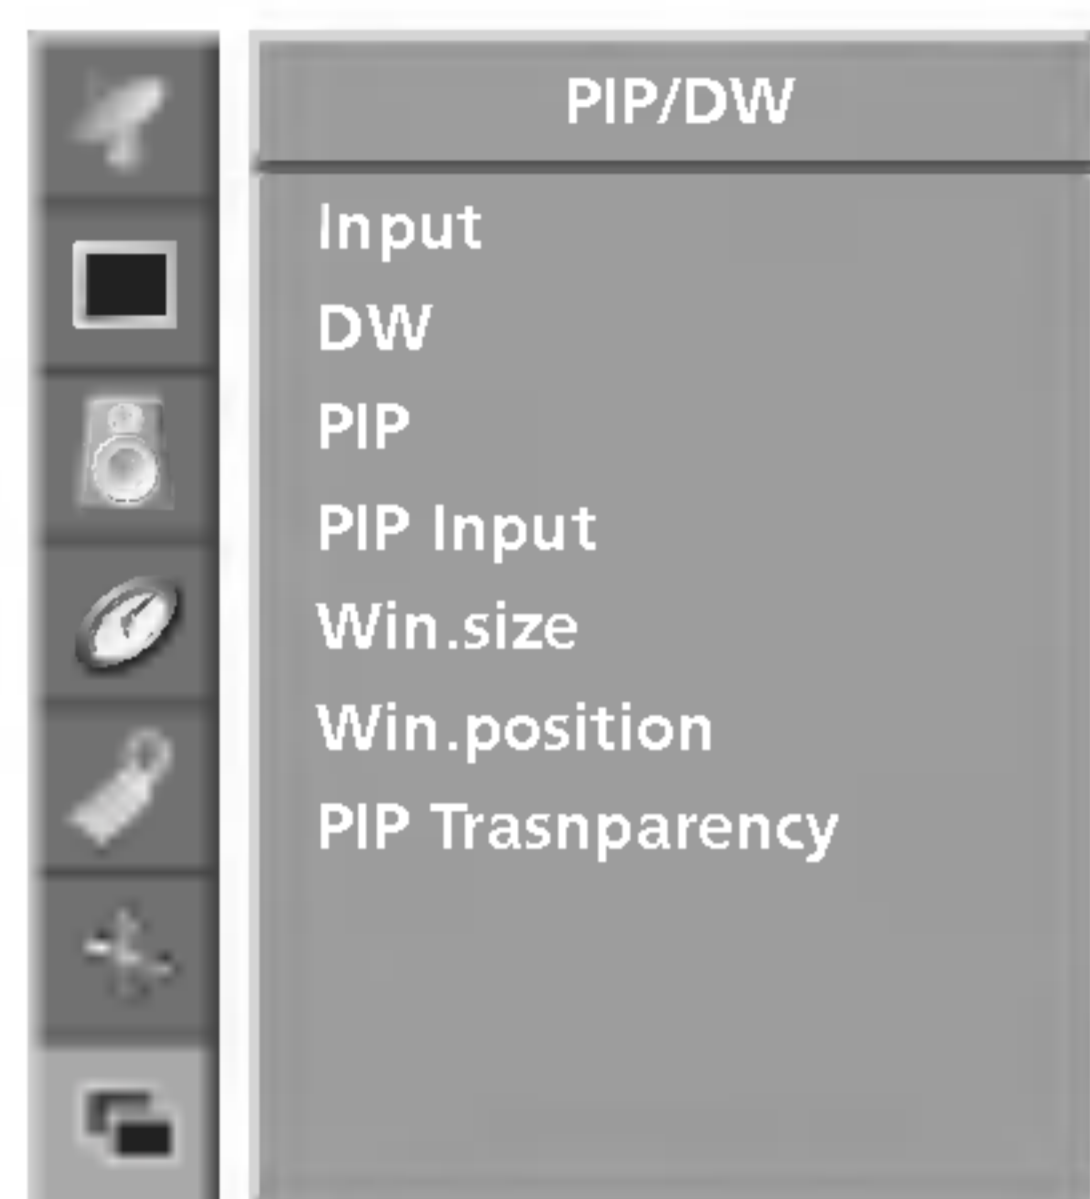 PIP/DW
Input
DW
PIP
PIP Input
Win.size
Win.position
PIP Trasnparency